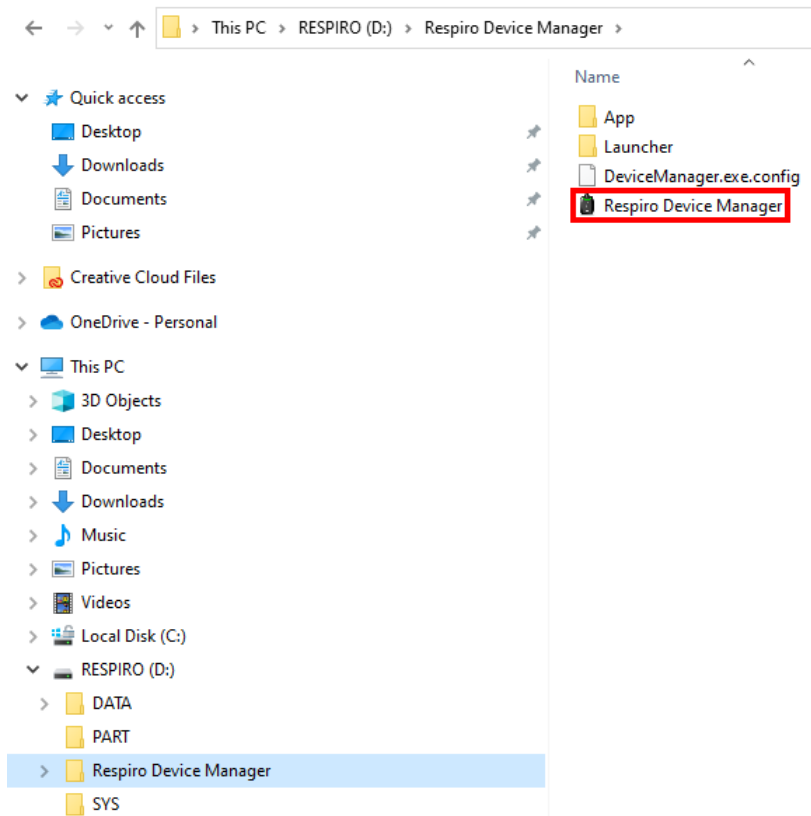 This PC > RESPIRO (D:) > Respiro Device Manager >
Name
App
Launcher
DeviceManager.exe.config
Respiro Device Manager
Quick access
Desktop
Downloads
Documents
Pictures
Creative Cloud Files
OneDrive - Personal
This PC
3D Objects
Desktop
Documents
Downloads
Music
Pictures
Videos
Local Disk (C:)
RESPIRO (D:)
DATA
PART
Respiro Device Manager
SYS